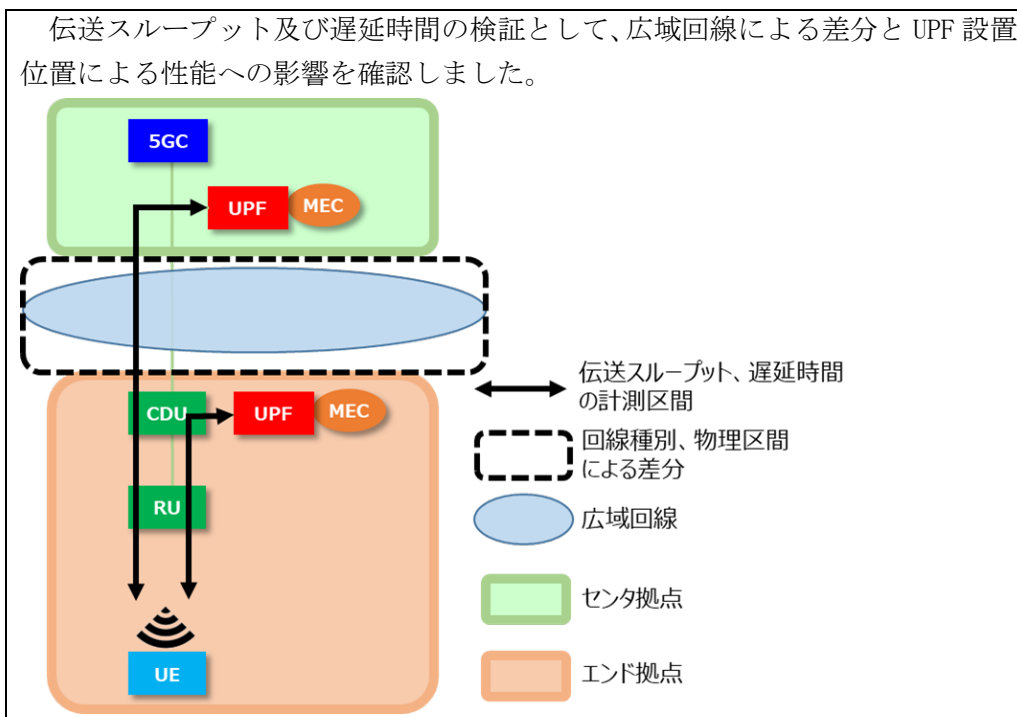 伝送スループット及び遅延時間の検証として、広域回線による差分と UPF 設置
位置による性能への影響を確認しました。
5GC
UPF
MEC
CDU
UPF
MEC
RU
UE
伝送スループット、遅延時間
の計測区間
回線種別、物理区間
による差分
広域回線
センタ拠点
エンド拠点